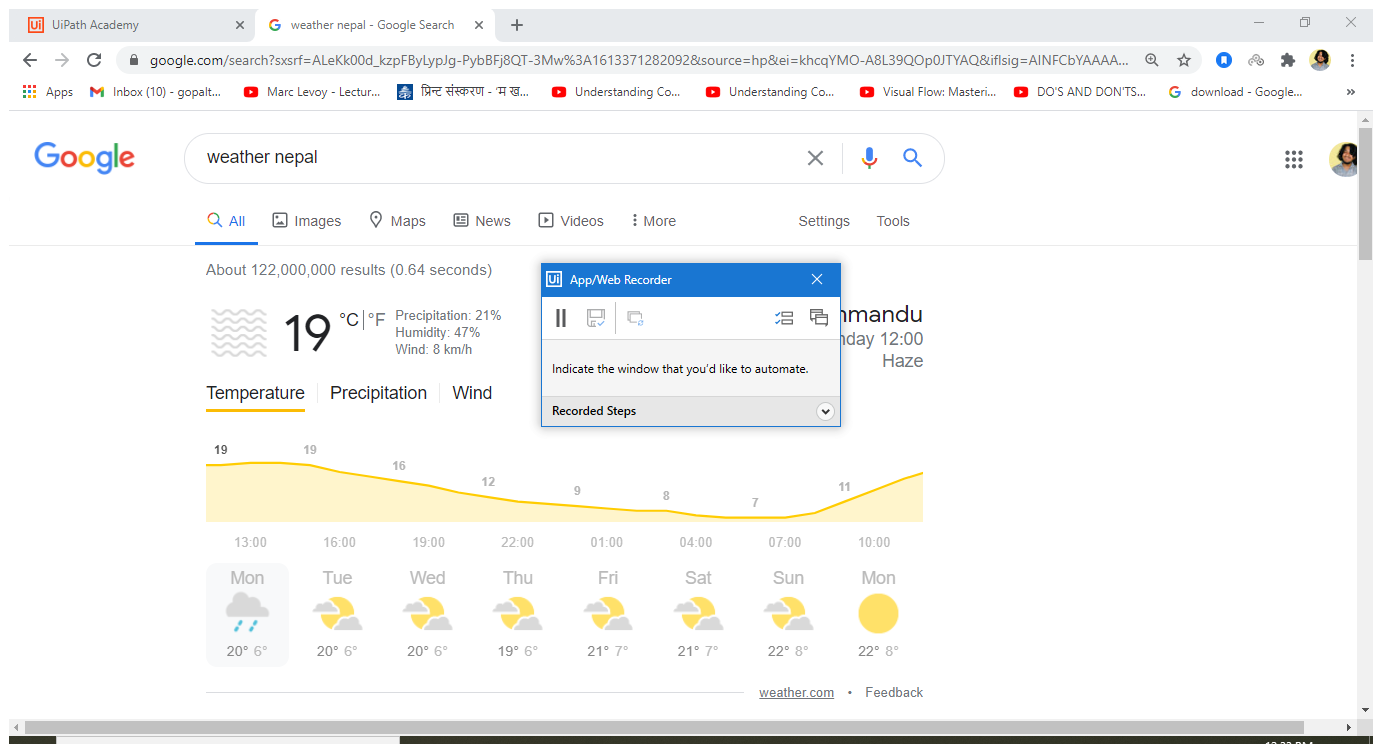 UiPath Academy
weather nepal - Google Search
google.com/search?sxsrf=ALeKk00d_kzpFByLypJg-PybBFj8QT-3Mw%3A1613371282092&source=hp&ei=khcqYMO-A8L39QOp0JTYAQ&iflsig=AINFCbYAAAA...
Apps
Inbox (10) - gopalt...
Marc Levoy - Lectur...
प्रिन्ट संस्करण - 'म ख...
Understanding Co...
Understanding Co...
Visual Flow: Masteri...
DO'S AND DON'TS...
download - Google...
Google
weather nepal
All Images Maps News Videos More Settings Tools
About 122,000,000 results (0.64 seconds)
19 °C|°F
Precipitation: 21%
Humidity: 47%
Wind: 8 km/h
Ui App/Web Recorder
Indicate the window that you'd like to automate.
Recorded Steps
nmandu
nday 12:00
Haze
Temperature Precipitation Wind
19 19 16 12 9 8 7 11
13:00 16:00 19:00 22:00 01:00 04:00 07:00 10:00
Mon Tue Wed Thu Fri Sat Sun Mon
20° 6° 20° 6° 20° 6° 19° 6° 21° 7° 21° 7° 22° 8° 22° 8°
weather.com • Feedback